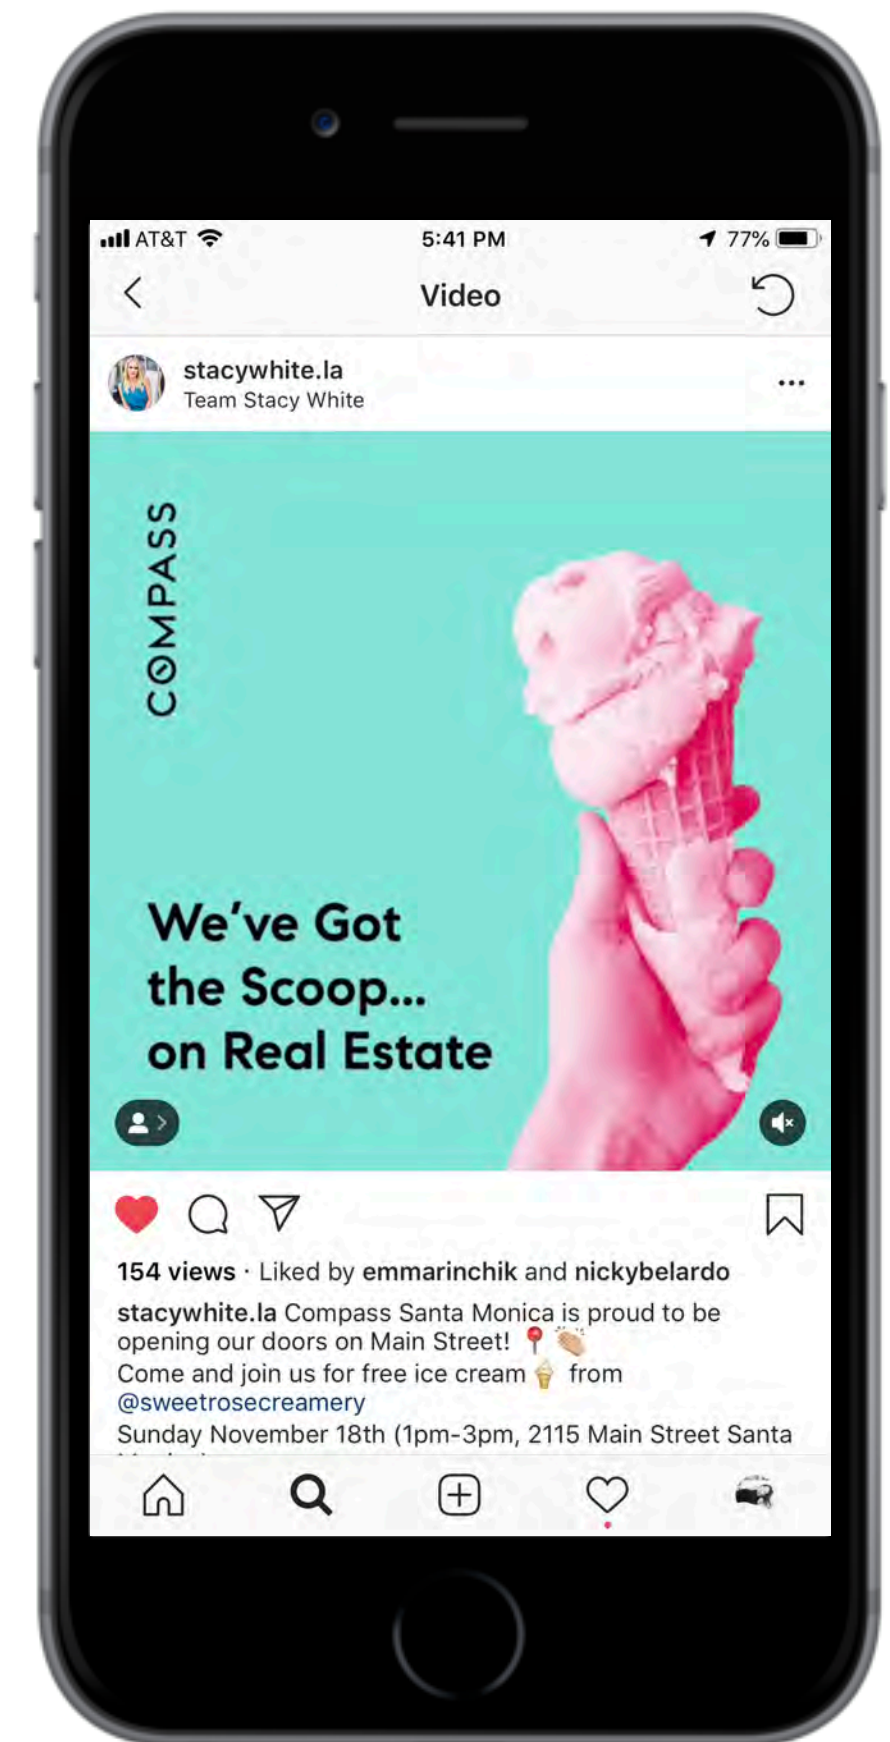 AT&T 5:41 PM 77%
Video
stacywhite.la
Team Stacy White
COMPASS
We've Got
the Scoop...
on Real Estate
154 views · Liked by emmarinchik and nickybelardo
stacywhite.la Compass Santa Monica is proud to be
opening our doors on Main Street! 📍 👏🏼
Come and join us for free ice cream 🍦 from
@sweetrosecreamery
Sunday November 18th (1pm-3pm, 2115 Main Street Santa